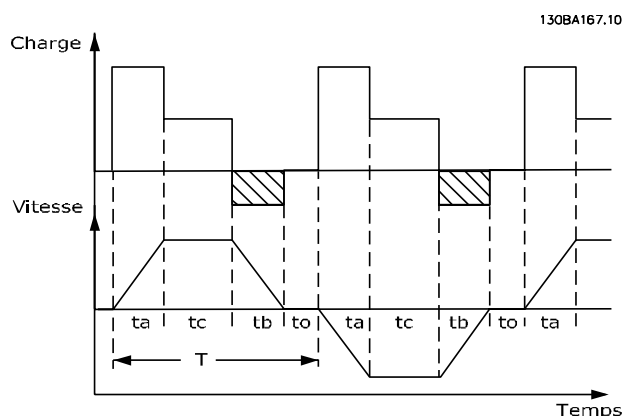 130BA167.10
Charge
Vitesse
ta tc tb to ta tc tb to ta
T
Temps